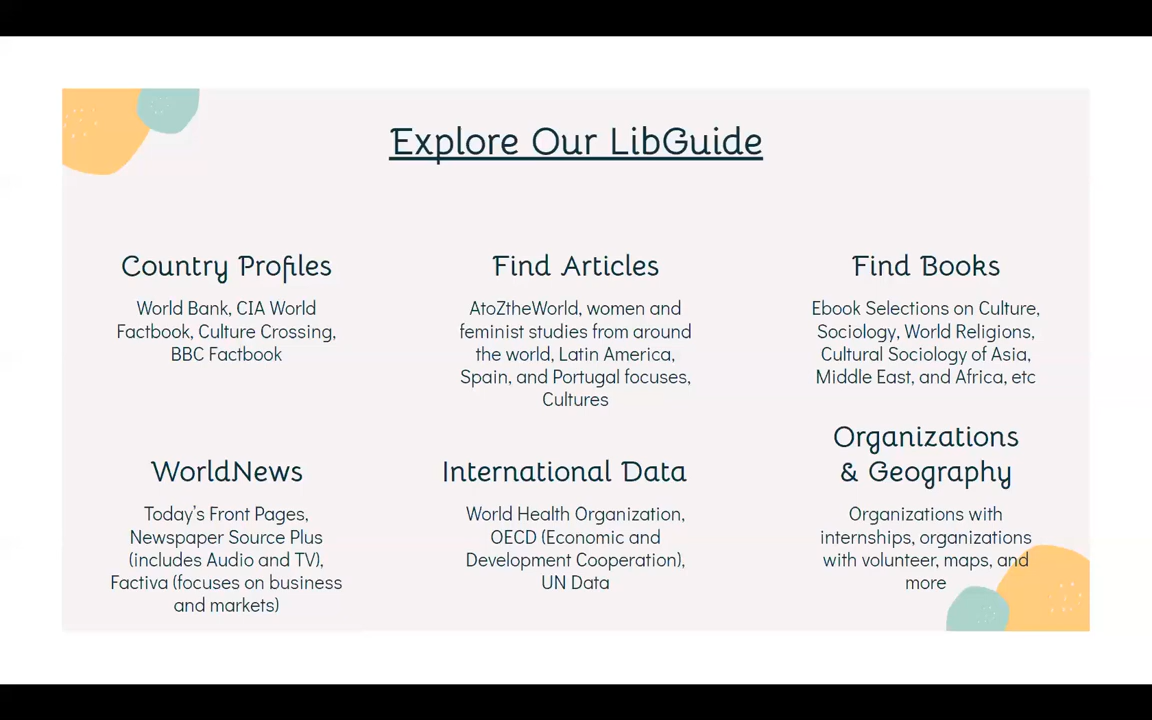 Explore Our LibGuide
Country Profiles
World Bank, CIA World
Factbook, Culture Crossing,
BBC Factbook
Find Articles
AtoZtheWorld, women and
feminist studies from around
the world, Latin America,
Spain, and Portugal focuses,
Cultures
Find Books
Ebook Selections on Culture,
Sociology, World Religions,
Cultural Sociology of Asia,
Middle East, and Africa, etc
WorldNews
Today's Front Pages,
Newspaper Source Plus
(includes Audio and TV),
Factiva (focuses on business
and markets)
International Data
World Health Organization,
OECD (Economic and
Development Cooperation),
UN Data
Organizations
& Geography
Organizations with
internships, organizations
with volunteer, maps, and
more